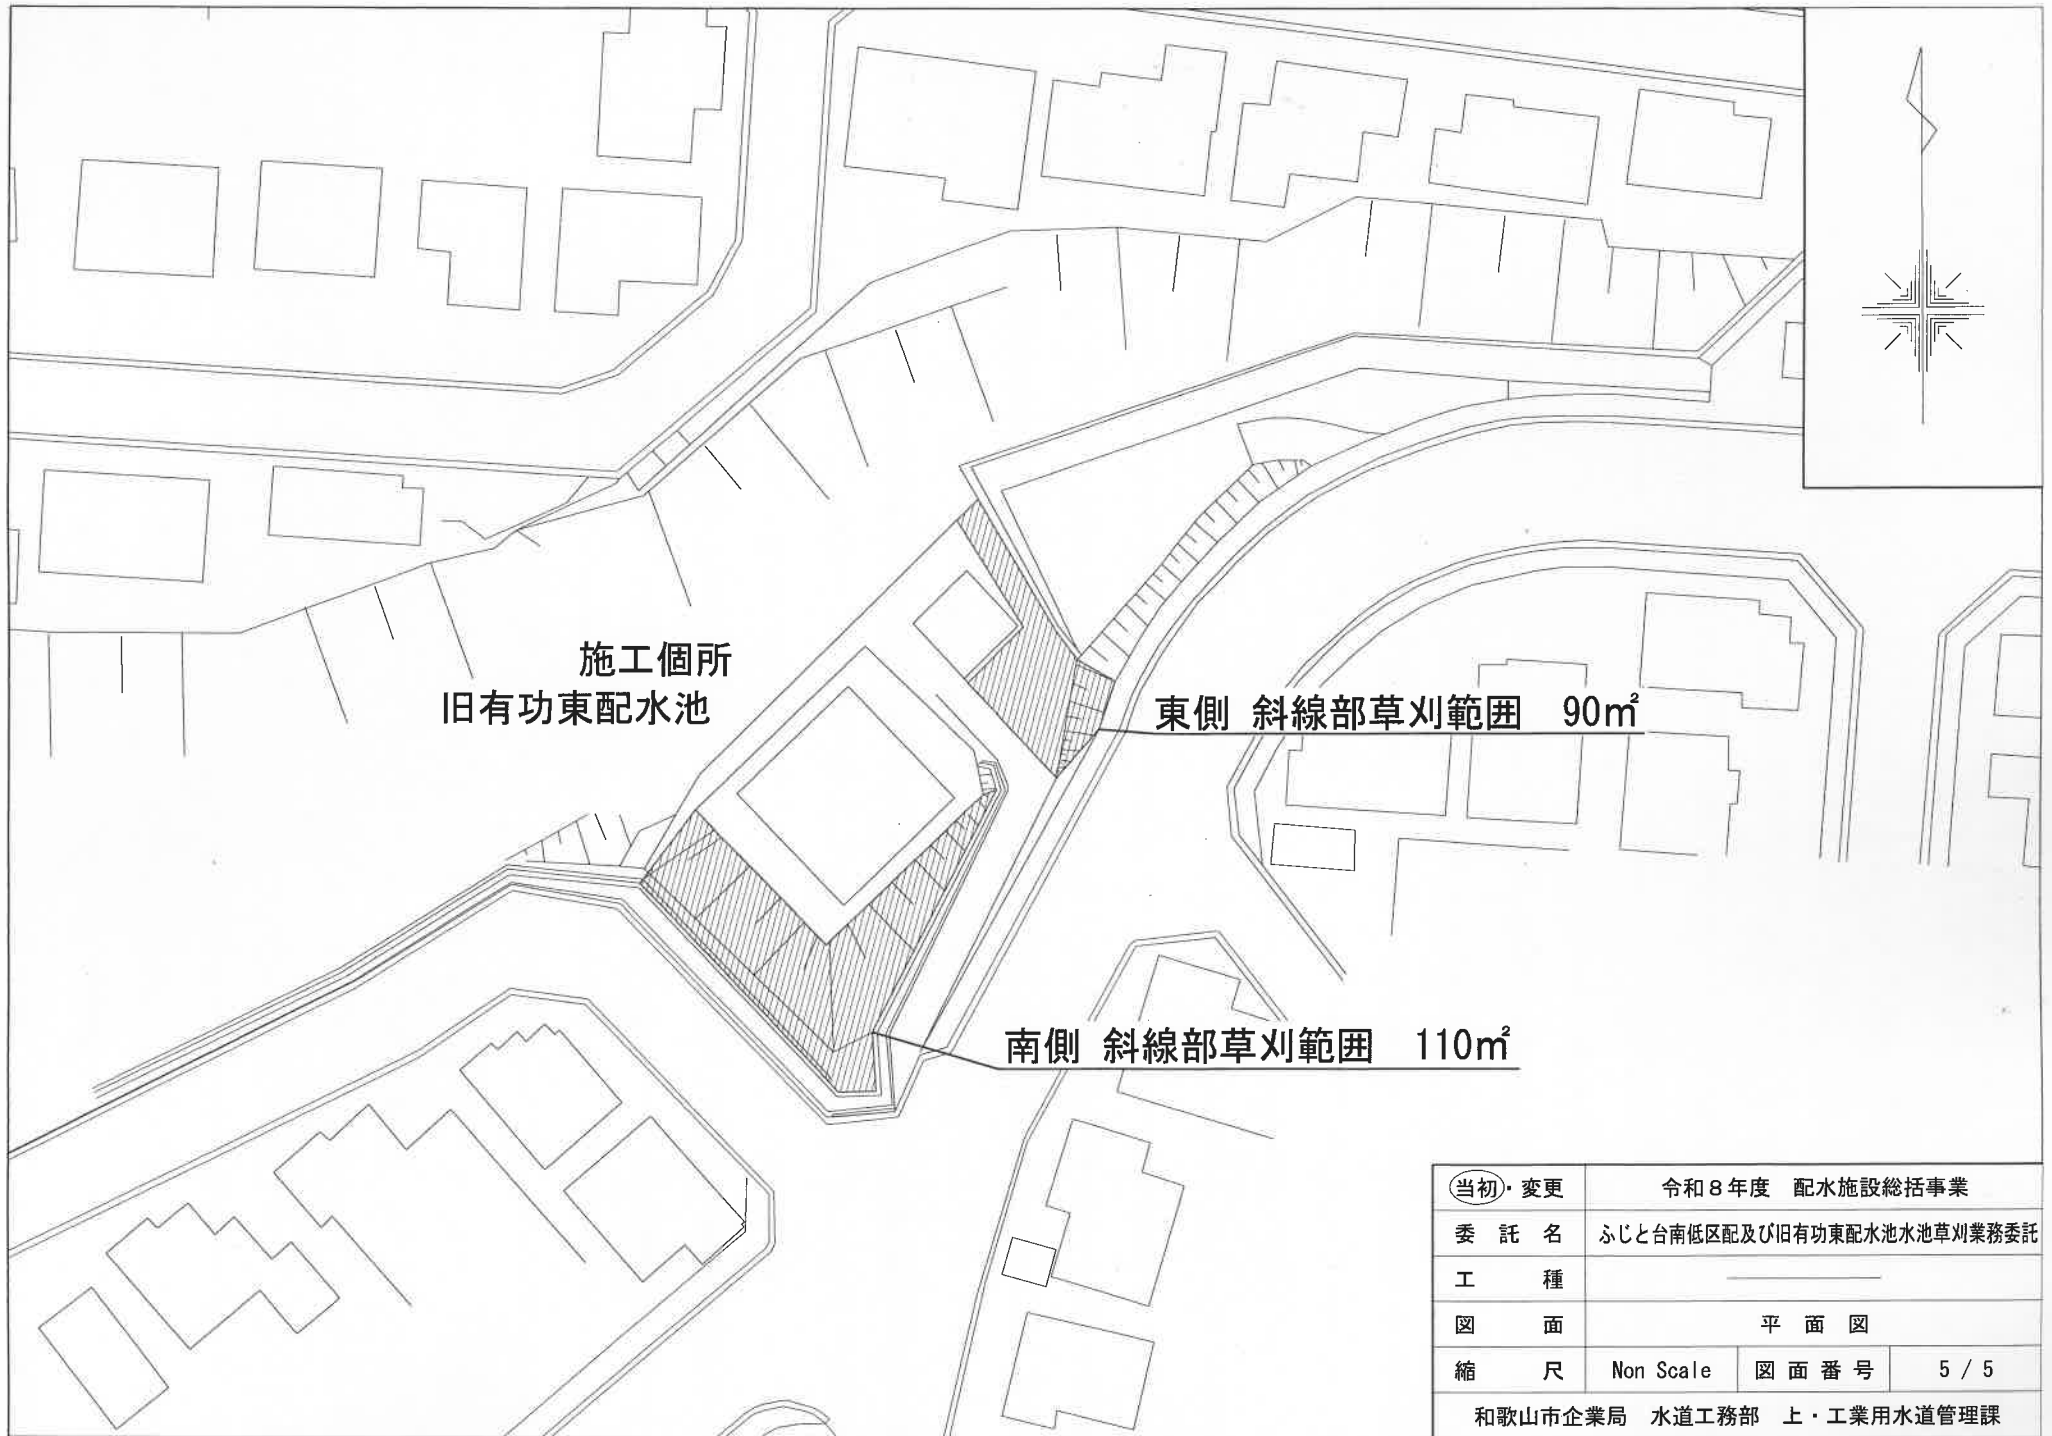 施工個所
旧有功東配水池
東側 斜線部草刈範囲 90㎡
南側 斜線部草刈範囲 110㎡
当初・変更 令和8年度 配水施設総括事業
委託名 ふじと台南低区配及び旧有功東配水池水池草刈業務委託
工種
図面 平面図
縮尺 Non Scale 図面番号 5 / 5
和歌山市企業局 水道工務部 上・工業用水道管理課